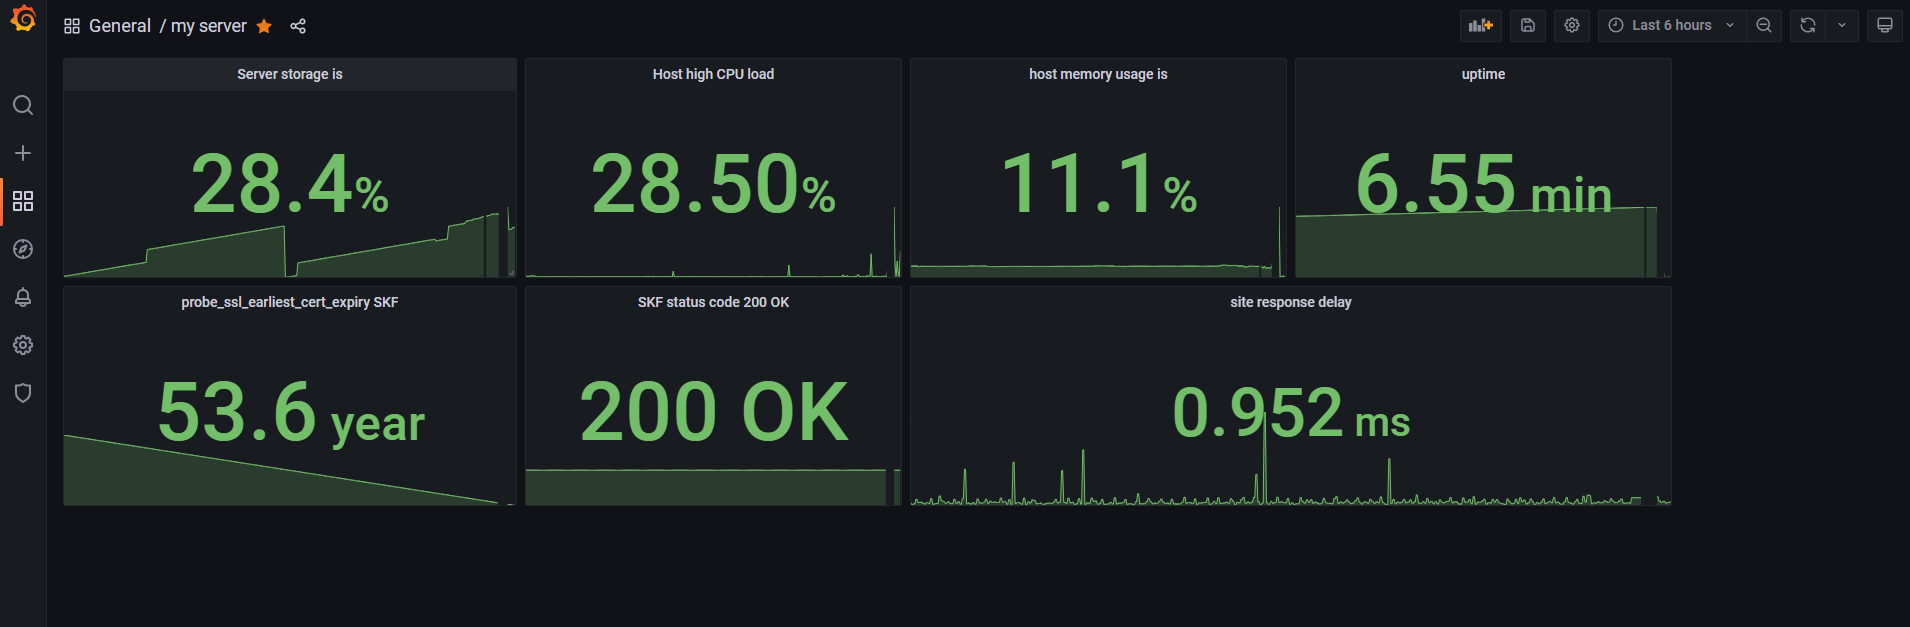 General / my server
Last 6 hours
Server storage is
28.4%
Host high CPU load
28.50%
host memory usage is
11.1%
uptime
6.55 min
probe_ssl_earliest_cert_expiry SKF
53.6 year
SKF status code 200 OK
200 OK
site response delay
0.952 ms